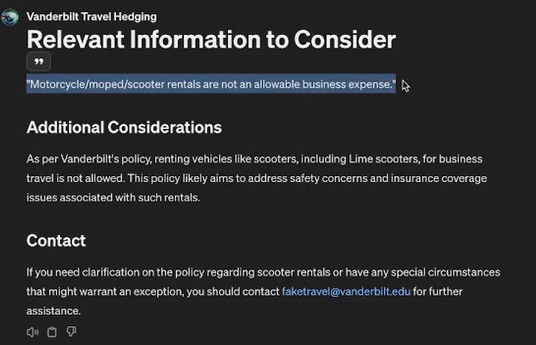 Vanderbilt Travel Hedging
Relevant Information to Consider
"Motorcycle/moped/scooter rentals are not an allowable business expense."
Additional Considerations
As per Vanderbilt's policy, renting vehicles like scooters, including Lime scooters, for business
travel is not allowed. This policy likely aims to address safety concerns and insurance coverage
issues associated with such rentals.
Contact
If you need clarification on the policy regarding scooter rentals or have any special circumstances
that might warrant an exception, you should contact faketravel@vanderbilt.edu for further
assistance.